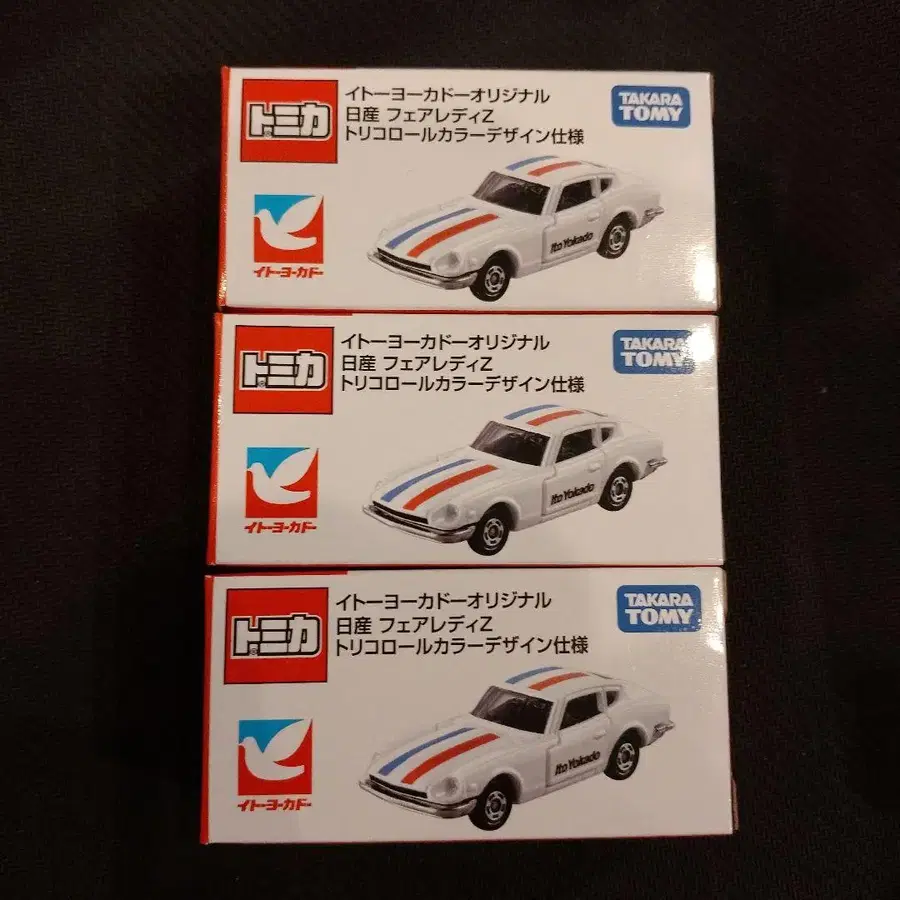 トミカ
イトーヨーカドーオリジナル
日産 フェアレディZ
トリコロールカラーデザイン仕様
TAKARA
TOMY
Ito Yokado
イトーヨーカドー
トミカ
イトーヨーカドーオリジナル
日産 フェアレディZ
トリコロールカラーデザイン仕様
TAKARA
TOMY
Ito Yokado
イトーヨーカドー
トミカ
イトーヨーカドーオリジナル
日産 フェアレディZ
トリコロールカラーデザイン仕様
TAKARA
TOMY
Ito Yokado
イトーヨーカドー